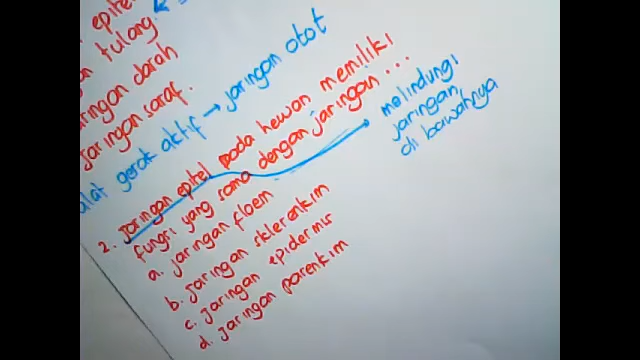 epitel
tulang.
jaringan darah
jaringan saraf.
alat gerak aktif → jaringan otot
2. jaringan epitel pada hewan memiliki
fungsi yang sama dengan jaringan ...
melindungi
jaringan
di bawahnya
a. jaringan floem
b. jaringan sklerenkim
c. jaringan epidermis
d. jaringan parenkim